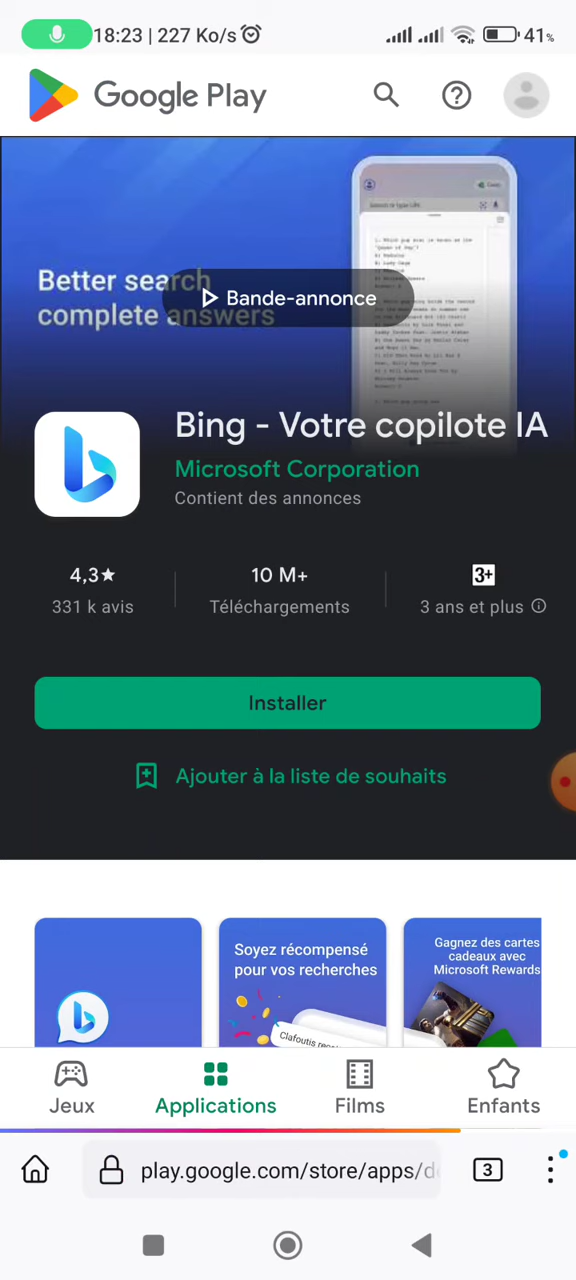 18:23 | 227 Ko/s
41%
Google Play
Better search
complete answers
Bande-annonce
Bing - Votre copilote IA
Microsoft Corporation
Contient des annonces
4,3★
10 M+
3+
331 k avis
Téléchargements
3 ans et plus
Installer
Ajouter à la liste de souhaits
Soyez récompensé
pour vos recherches
Gagnez des cartes
cadeaux avec
Microsoft Rewards
Jeux
Applications
Films
Enfants
play.google.com/store/apps/d
3